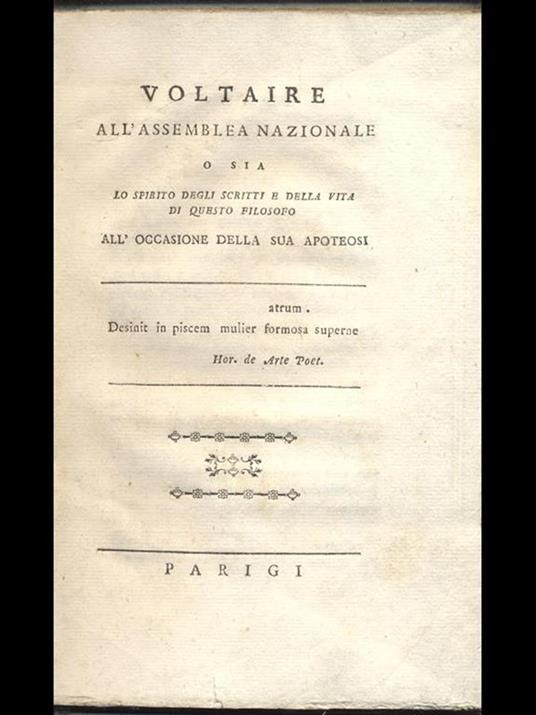 VOLTAIRE
ALL'ASSEMBLEA NAZIONALE
O SIA
LO SPIRITO DEGLI SCRITTI E DELLA VITA
DI QUESTO FILOSOFO
ALL' OCCASIONE DELLA SUA APOTEOSI
atrum.
Desinit in piscem mulier formosa superne
Hor. de Arte Poet.
PARIGI